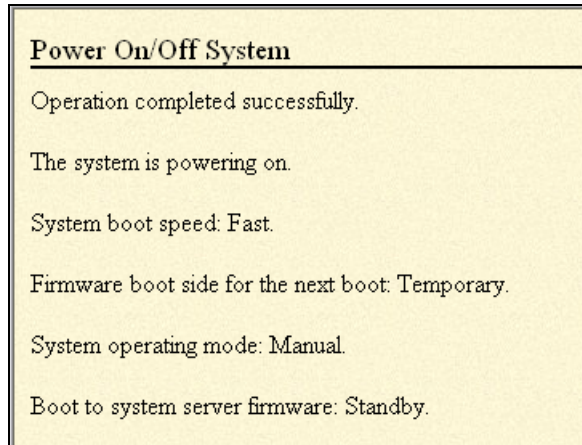 Power On/Off System
Operation completed successfully.
The system is powering on.
System boot speed: Fast.
Firmware boot side for the next boot: Temporary.
System operating mode: Manual.
Boot to system server firmware: Standby.